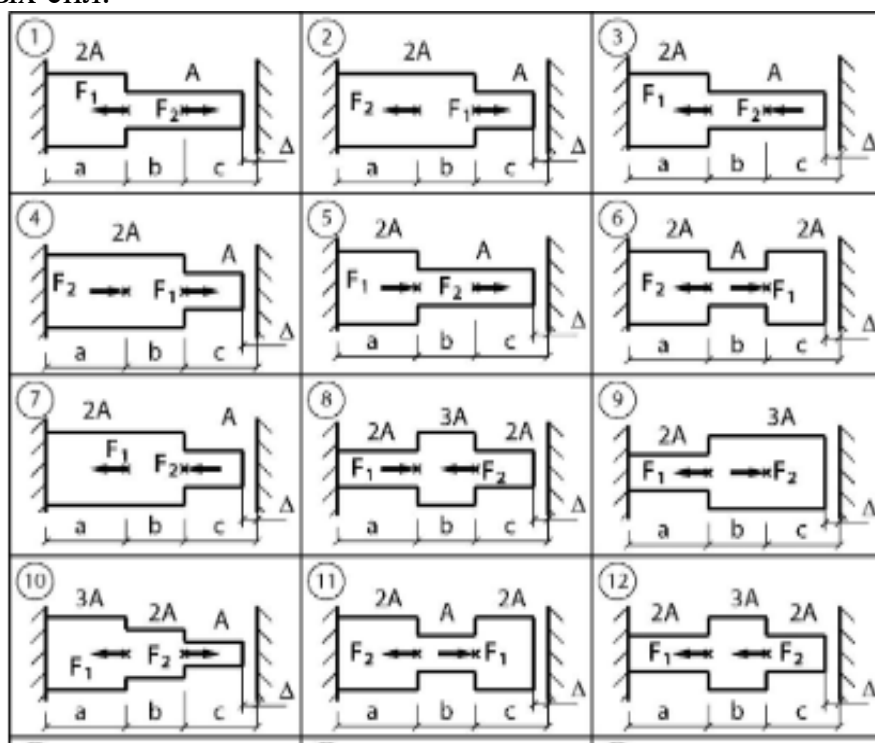 1 2 3
2A A 2A A 2A A
F₁ F₂ F₂ F₁ F₁ F₂
Δ Δ Δ
a b c a b c a b c
4 5 6
2A A 2A A 2A A 2A
F₂ F₁ F₁ F₂ F₂ F₁
Δ Δ Δ
a b c a b c a b c
7 8 9
2A A 2A 3A 2A 2A 3A
F₁ F₂ F₁ F₂ F₁ F₂
Δ Δ Δ
a b c a b c a b c
10 11 12
3A 2A A 2A A 2A 2A 3A 2A
F₁ F₂ F₂ F₁ F₁ F₂
Δ Δ Δ
a b c a b c a b c